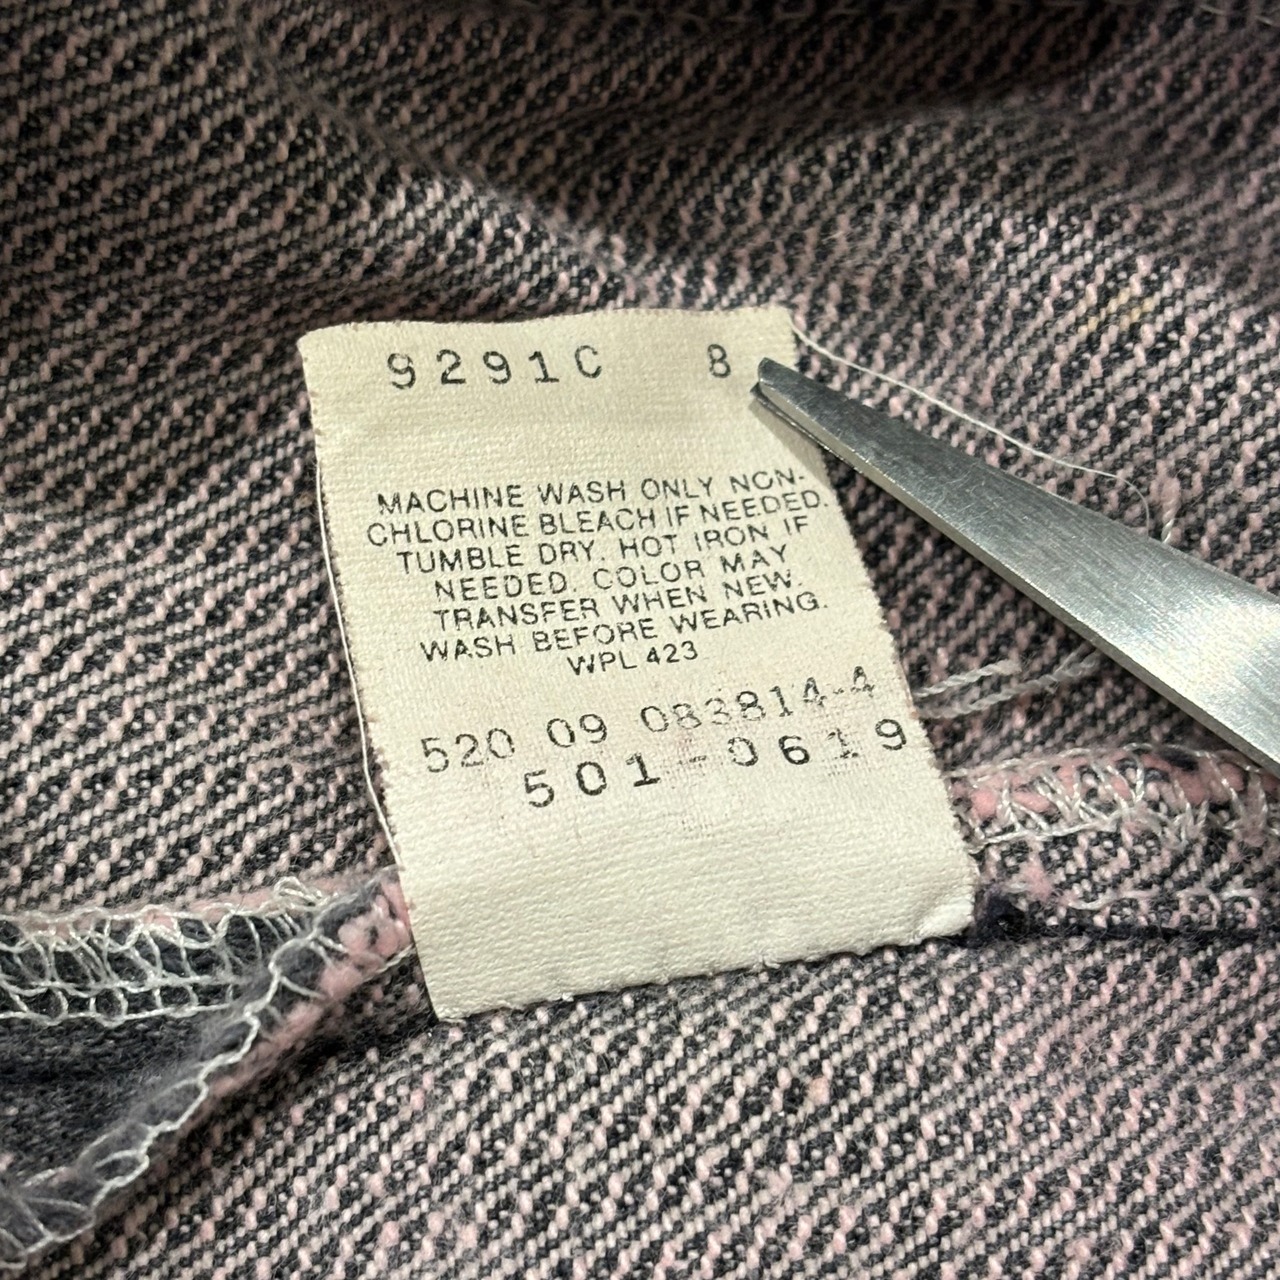 9291C 8
MACHINE WASH ONLY NON-
CHLORINE BLEACH IF NEEDED.
TUMBLE DRY. HOT IRON IF
NEEDED. COLOR MAY
TRANSFER WHEN NEW.
WASH BEFORE WEARING.
WPL 423
520 09 083814-4
501-0619